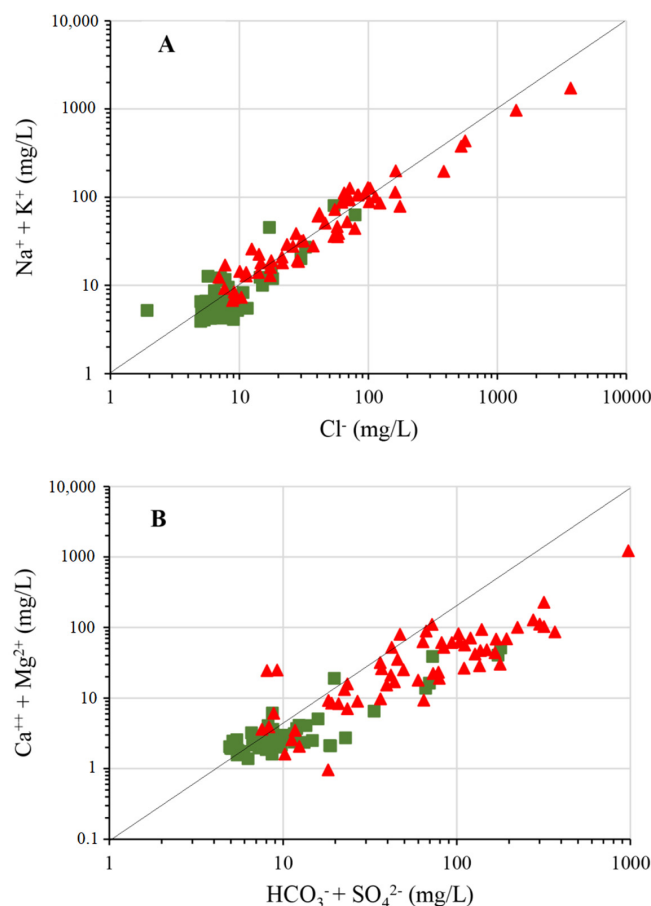 A
10,000
1000
100
10
1
Na⁺ + K⁺ (mg/L)
1 10 100 1000 10000
Cl⁻ (mg/L)
B
10,000
1000
100
10
1
0.1
Ca⁺⁺ + Mg²⁺ (mg/L)
1 10 100 1000
HCO₃⁻ + SO₄²⁻ (mg/L)